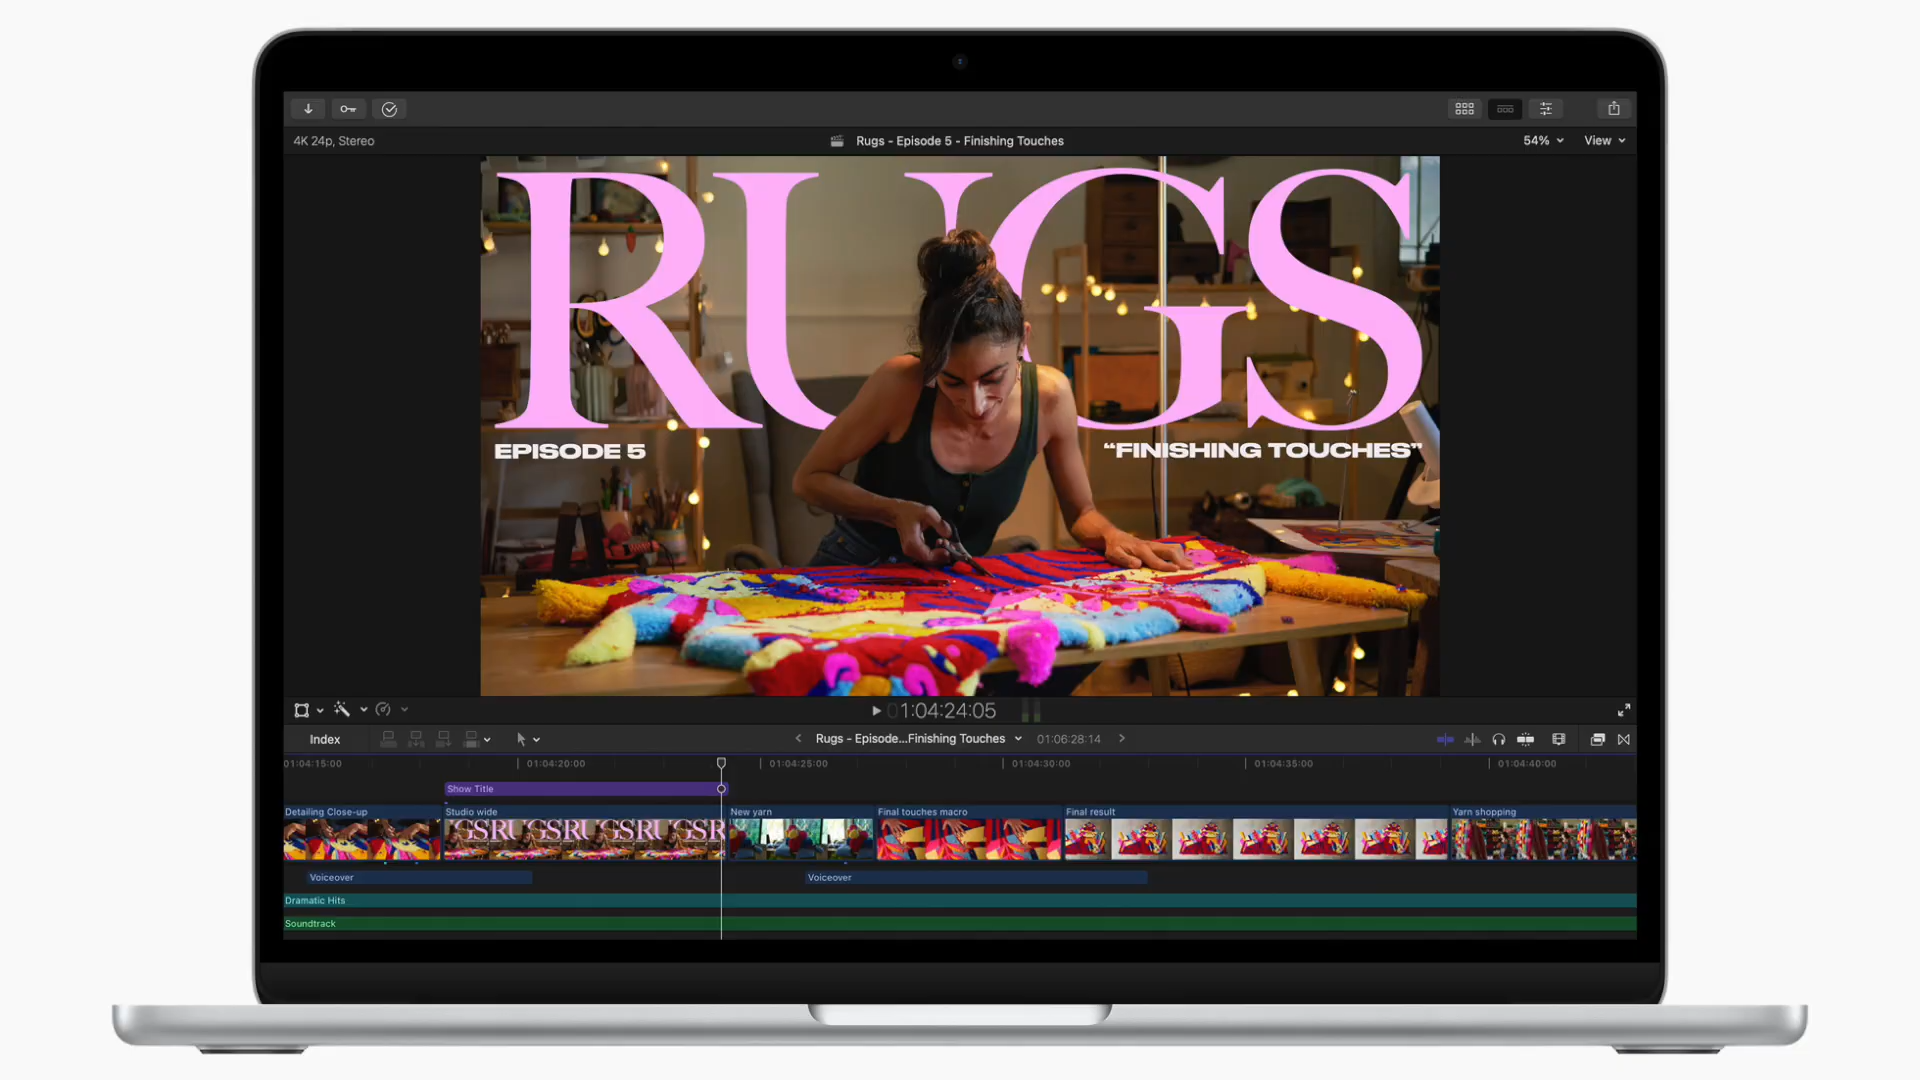 4K 24p, Stereo
Rugs - Episode 5 - Finishing Touches
54%
View
RUGS
EPISODE 5
“FINISHING TOUCHES”
01:04:24:05
Index
Rugs - Episode...Finishing Touches
01:06:28:14
01:04:15:00
01:04:20:00
01:04:25:00
01:04:30:00
01:04:35:00
01:04:40:00
Show Title
Detailing Close-up
Studio wide
New yarn
Final touches macro
Final result
Yarn shopping
Voiceover
Voiceover
Dramatic Hits
Soundtrack